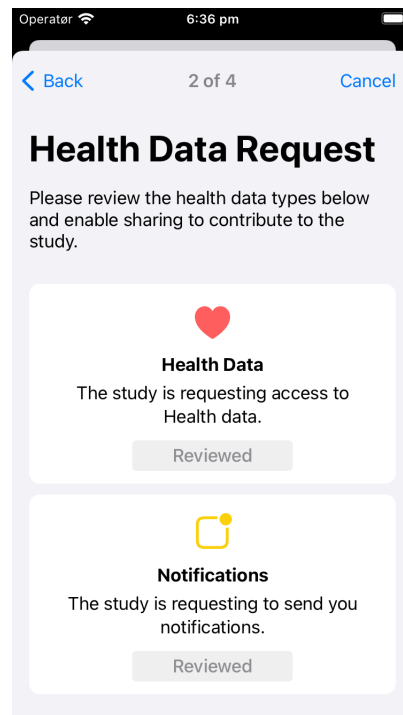 Operatør 6:36 pm
Back 2 of 4 Cancel
Health Data Request
Please review the health data types below
and enable sharing to contribute to the
study.
Health Data
The study is requesting access to
Health data.
Reviewed
Notifications
The study is requesting to send you
notifications.
Reviewed